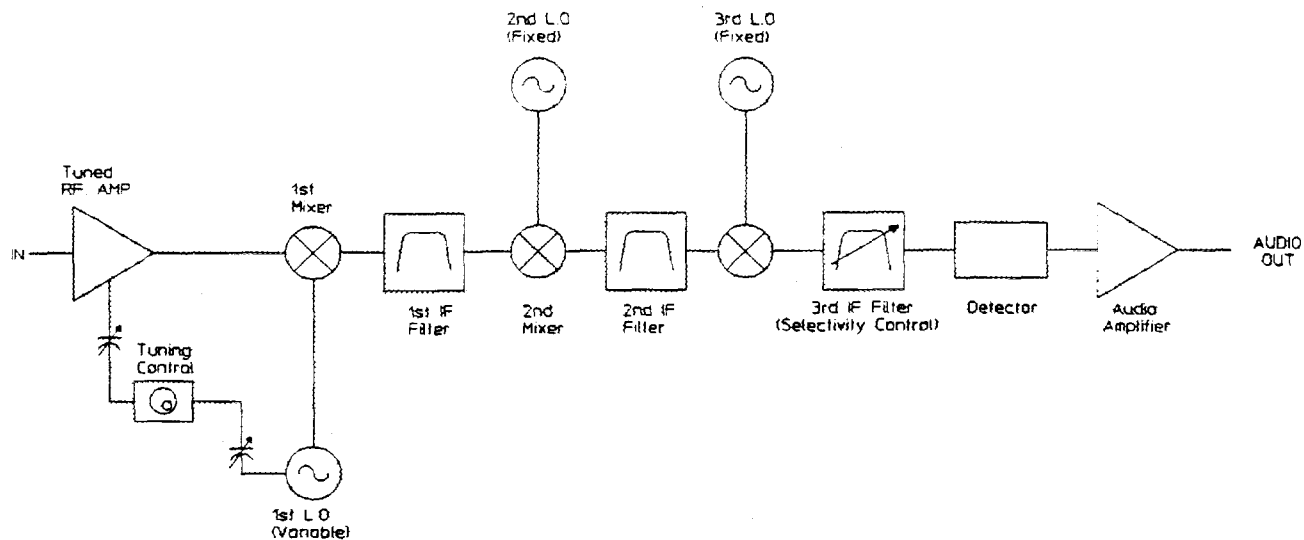 2nd L.O
(Fixed)
3rd L.O
(Fixed)
Tuned
RF. AMP
1st
Mixer
IN
AUDIO
OUT
1st IF
Filter
2nd
Mixer
2nd IF
Filter
3rd IF Filter
(Selectivity Control)
Detector
Audio
Amplifier
Tuning
Control
1st L.O
(Variable)